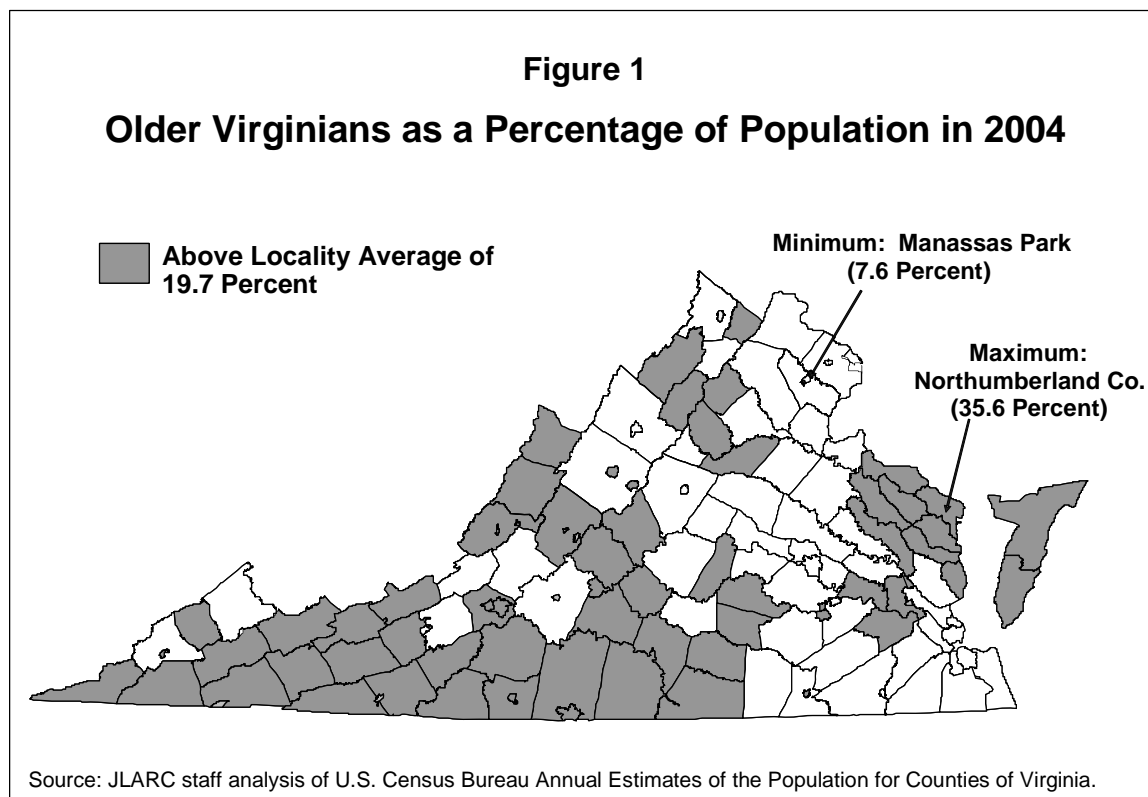 Figure 1
Older Virginians as a Percentage of Population in 2004
Above Locality Average of
19.7 Percent
Minimum: Manassas Park
(7.6 Percent)
Maximum:
Northumberland Co.
(35.6 Percent)
Source: JLARC staff analysis of U.S. Census Bureau Annual Estimates of the Population for Counties of Virginia.